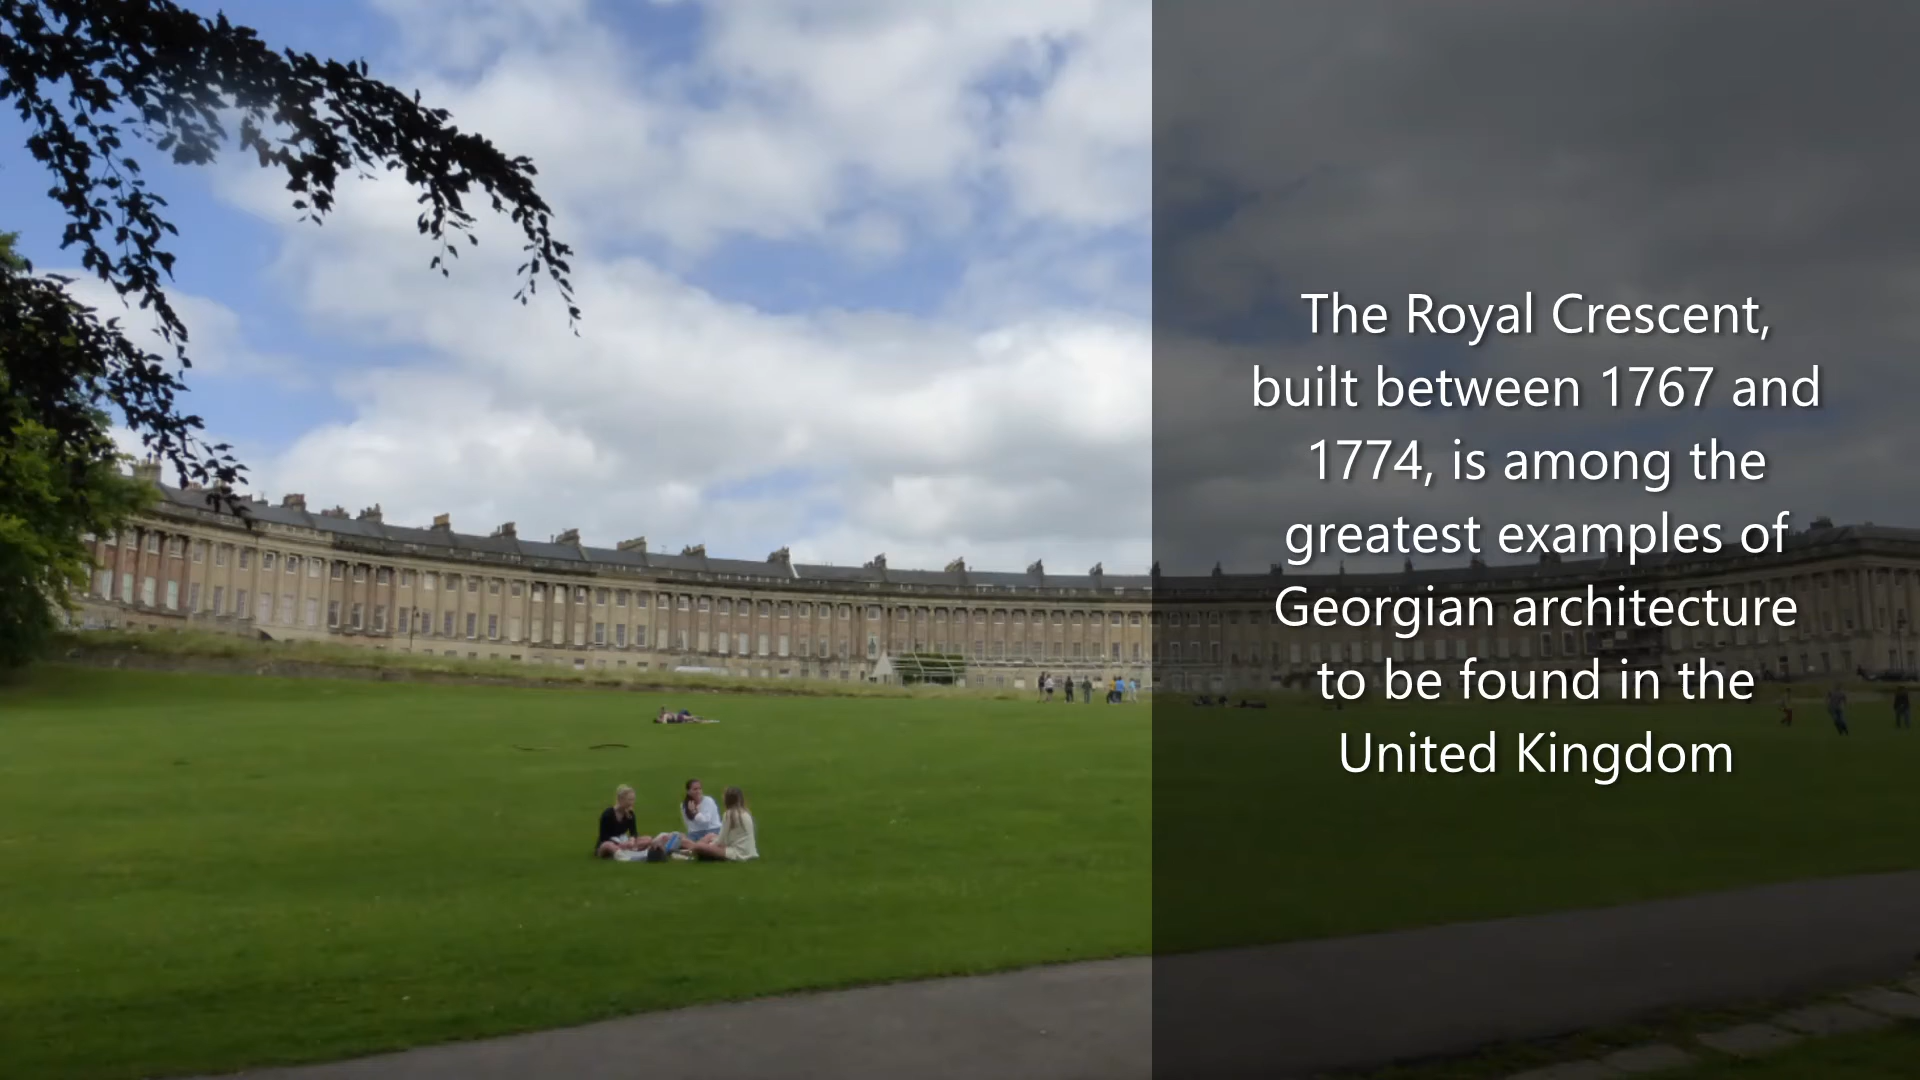 The Royal Crescent,
built between 1767 and
1774, is among the
greatest examples of
Georgian architecture
to be found in the
United Kingdom